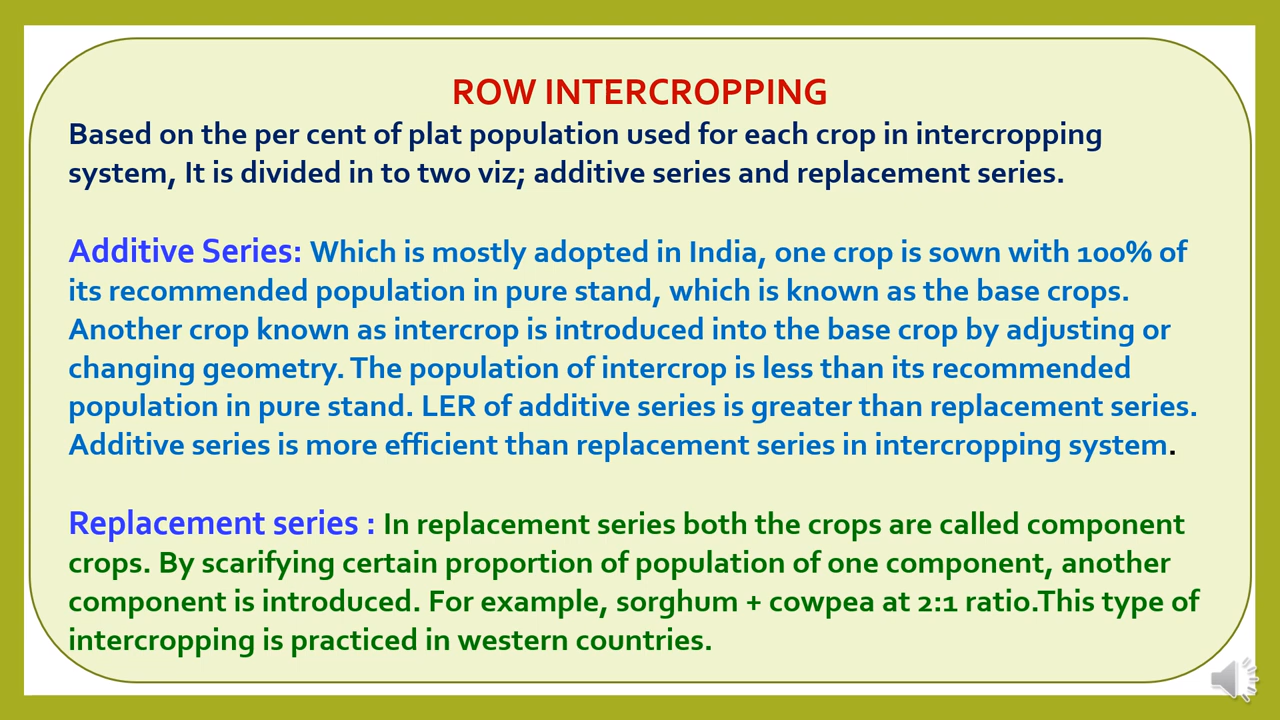 ROW INTERCROPPING
Based on the per cent of plat population used for each crop in intercropping
system, It is divided in to two viz; additive series and replacement series.
Additive Series: Which is mostly adopted in India, one crop is sown with 100% of
its recommended population in pure stand, which is known as the base crops.
Another crop known as intercrop is introduced into the base crop by adjusting or
changing geometry. The population of intercrop is less than its recommended
population in pure stand. LER of additive series is greater than replacement series.
Additive series is more efficient than replacement series in intercropping system.
Replacement series : In replacement series both the crops are called component
crops. By scarifying certain proportion of population of one component, another
component is introduced. For example, sorghum + cowpea at 2:1 ratio.This type of
intercropping is practiced in western countries.